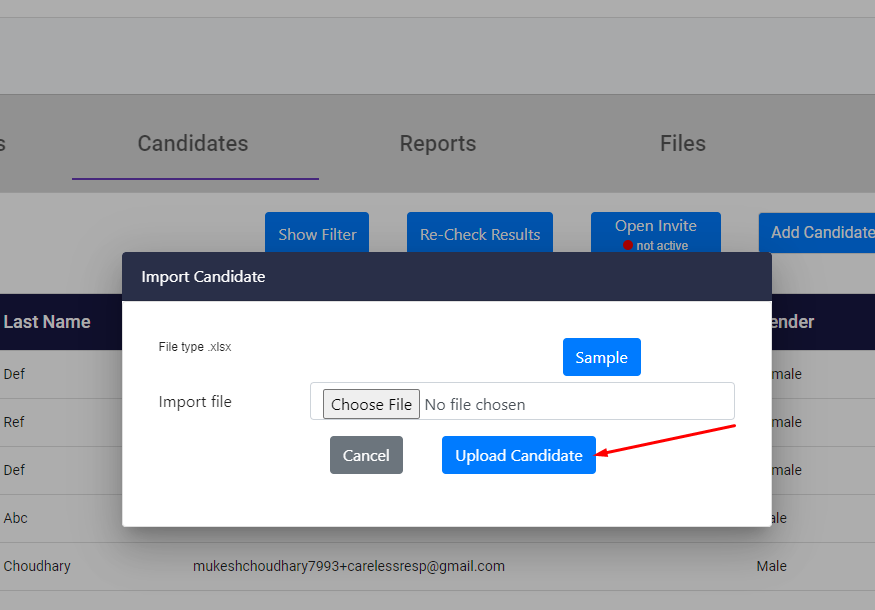 s
Candidates
Reports
Files
Show Filter
Re-Check Results
Open Invite
not active
Add Candidate
Import Candidate
Last Name
ender
File type .xlsx
Sample
Def
male
Import file
Choose File No file chosen
Ref
male
Cancel
Upload Candidate
Def
male
Abc
ale
Choudhary
mukeshchoudhary7993+carelessresp@gmail.com
Male